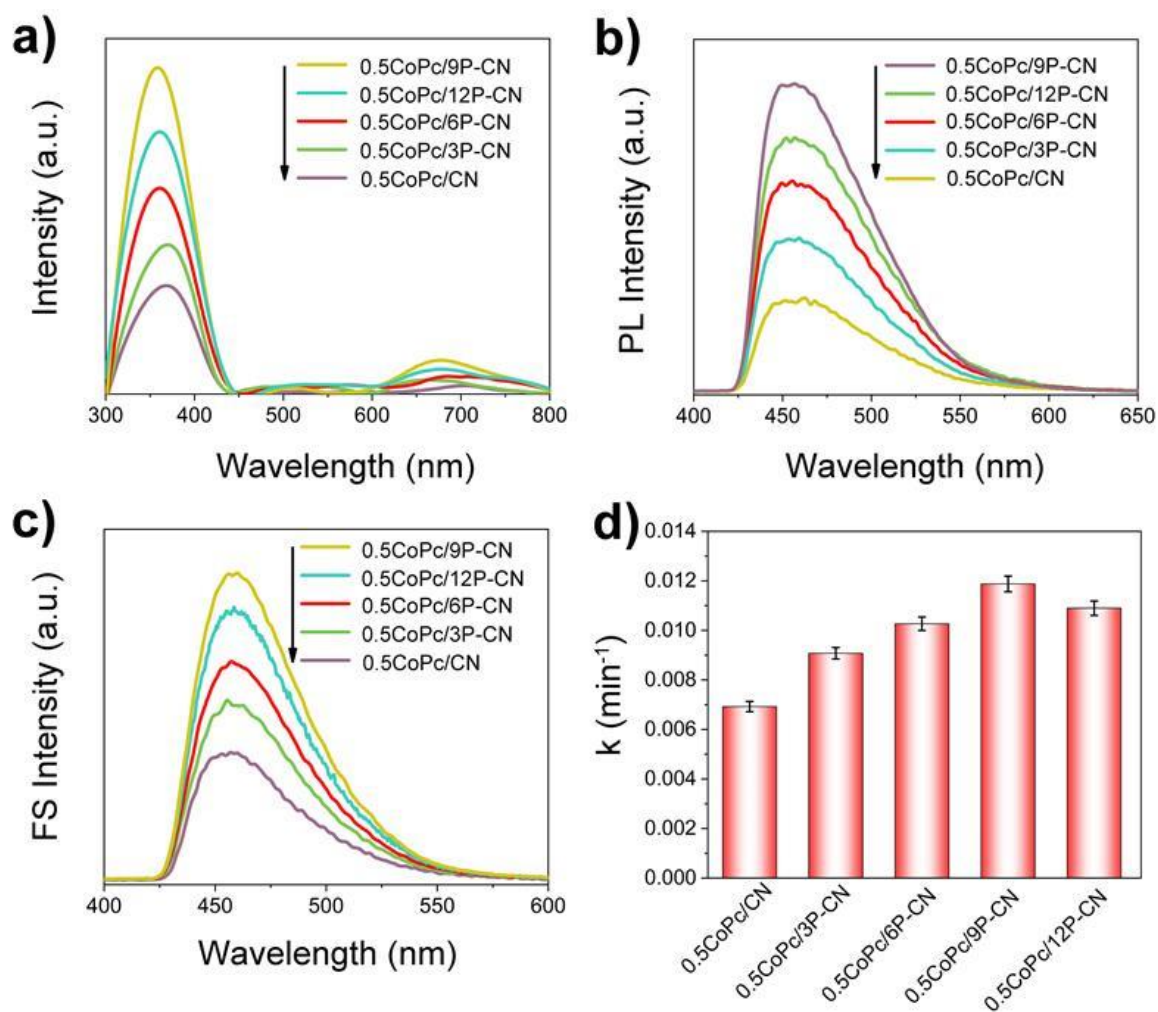 a)
Intensity (a.u.)
0.5CoPc/9P-CN
0.5CoPc/12P-CN
0.5CoPc/6P-CN
0.5CoPc/3P-CN
0.5CoPc/CN
300 400 500 600 700 800
Wavelength (nm)
b)
PL Intensity (a.u.)
0.5CoPc/9P-CN
0.5CoPc/12P-CN
0.5CoPc/6P-CN
0.5CoPc/3P-CN
0.5CoPc/CN
400 450 500 550 600 650
Wavelength (nm)
c)
FS Intensity (a.u.)
0.5CoPc/9P-CN
0.5CoPc/12P-CN
0.5CoPc/6P-CN
0.5CoPc/3P-CN
0.5CoPc/CN
400 450 500 550 600
Wavelength (nm)
d)
k (min⁻¹)
0.014
0.012
0.010
0.008
0.006
0.004
0.002
0.000
0.5CoPc/CN
0.5CoPc/3P-CN
0.5CoPc/6P-CN
0.5CoPc/9P-CN
0.5CoPc/12P-CN